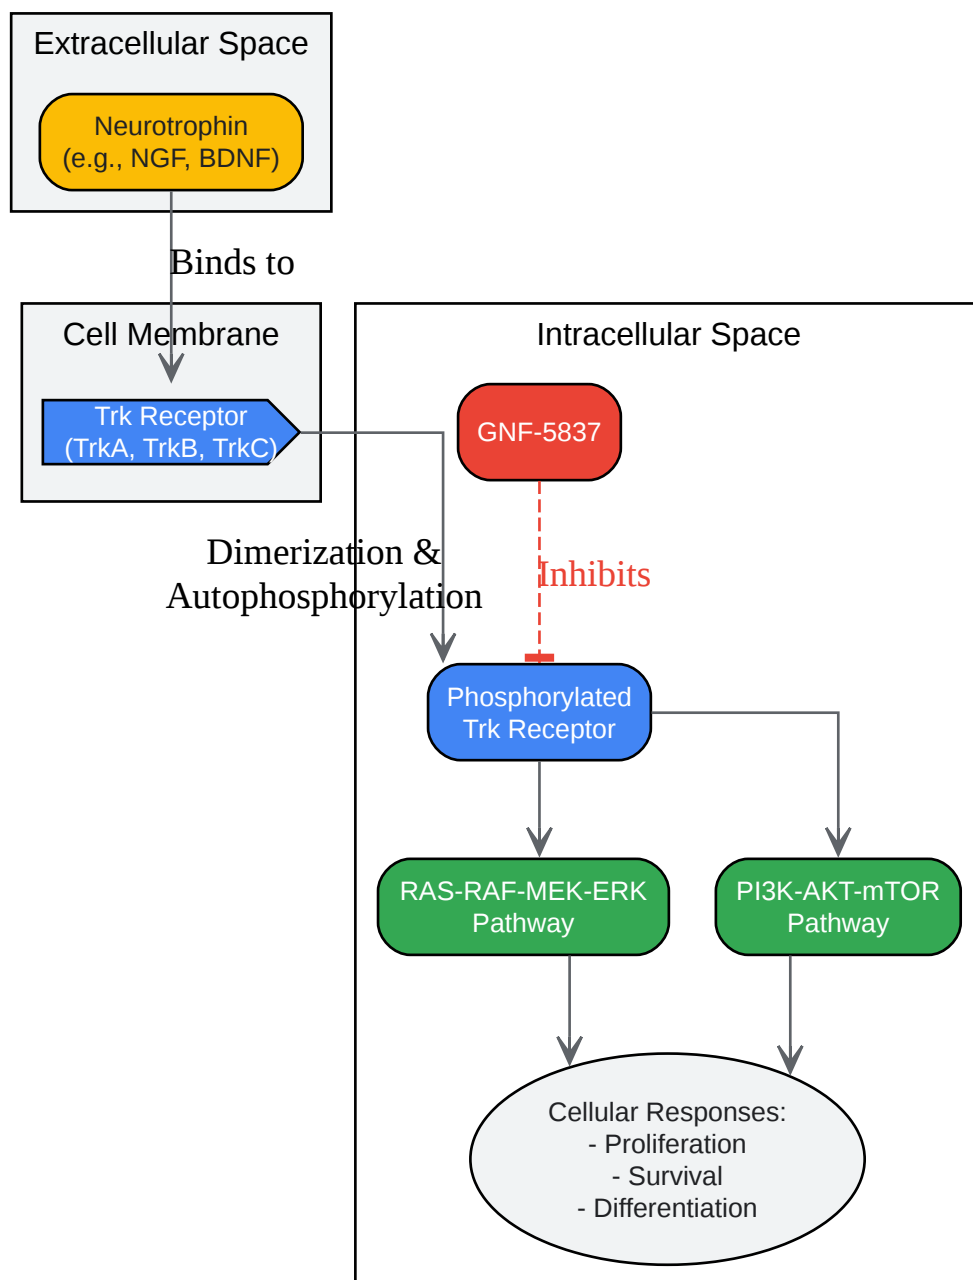 Extracellular Space
Neurotrophin
(e.g., NGF, BDNF)
Binds to
Cell Membrane
Trk Receptor
(TrkA, TrkB, TrkC)
Intracellular Space
GNF-5837
Dimerization &
Autophosphorylation
Inhibits
Phosphorylated
Trk Receptor
RAS-RAF-MEK-ERK
Pathway
PI3K-AKT-mTOR
Pathway
Cellular Responses:
- Proliferation
- Survival
- Differentiation